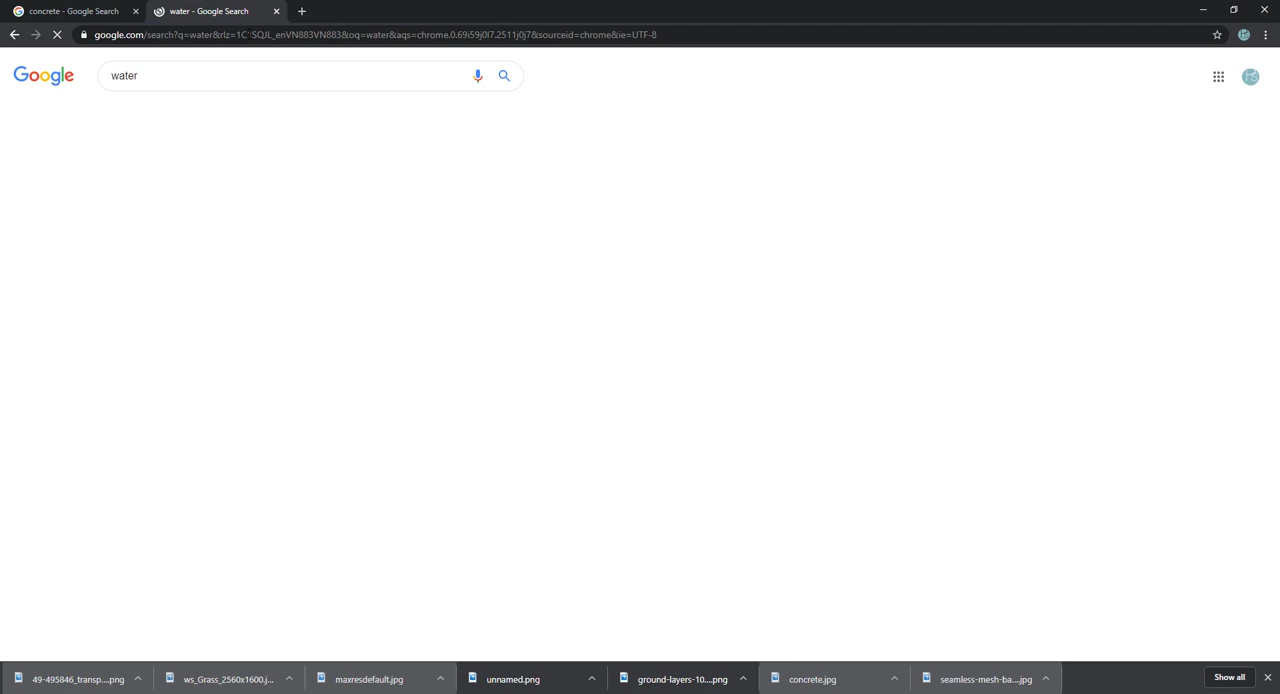 concrete - Google Search
water - Google Search
google.com/search?q=water&rlz=1C1SQJL_enVN883VN883&oq=water&aqs=chrome.0.69i59j0l7.2511j0j7&sourceid=chrome&ie=UTF-8
Google
water
49-495846_transp....png
ws_Grass_2560x1600.j...
maxresdefault.jpg
unnamed.png
ground-layers-10....png
concrete.jpg
seamless-mesh-ba....jpg
Show all